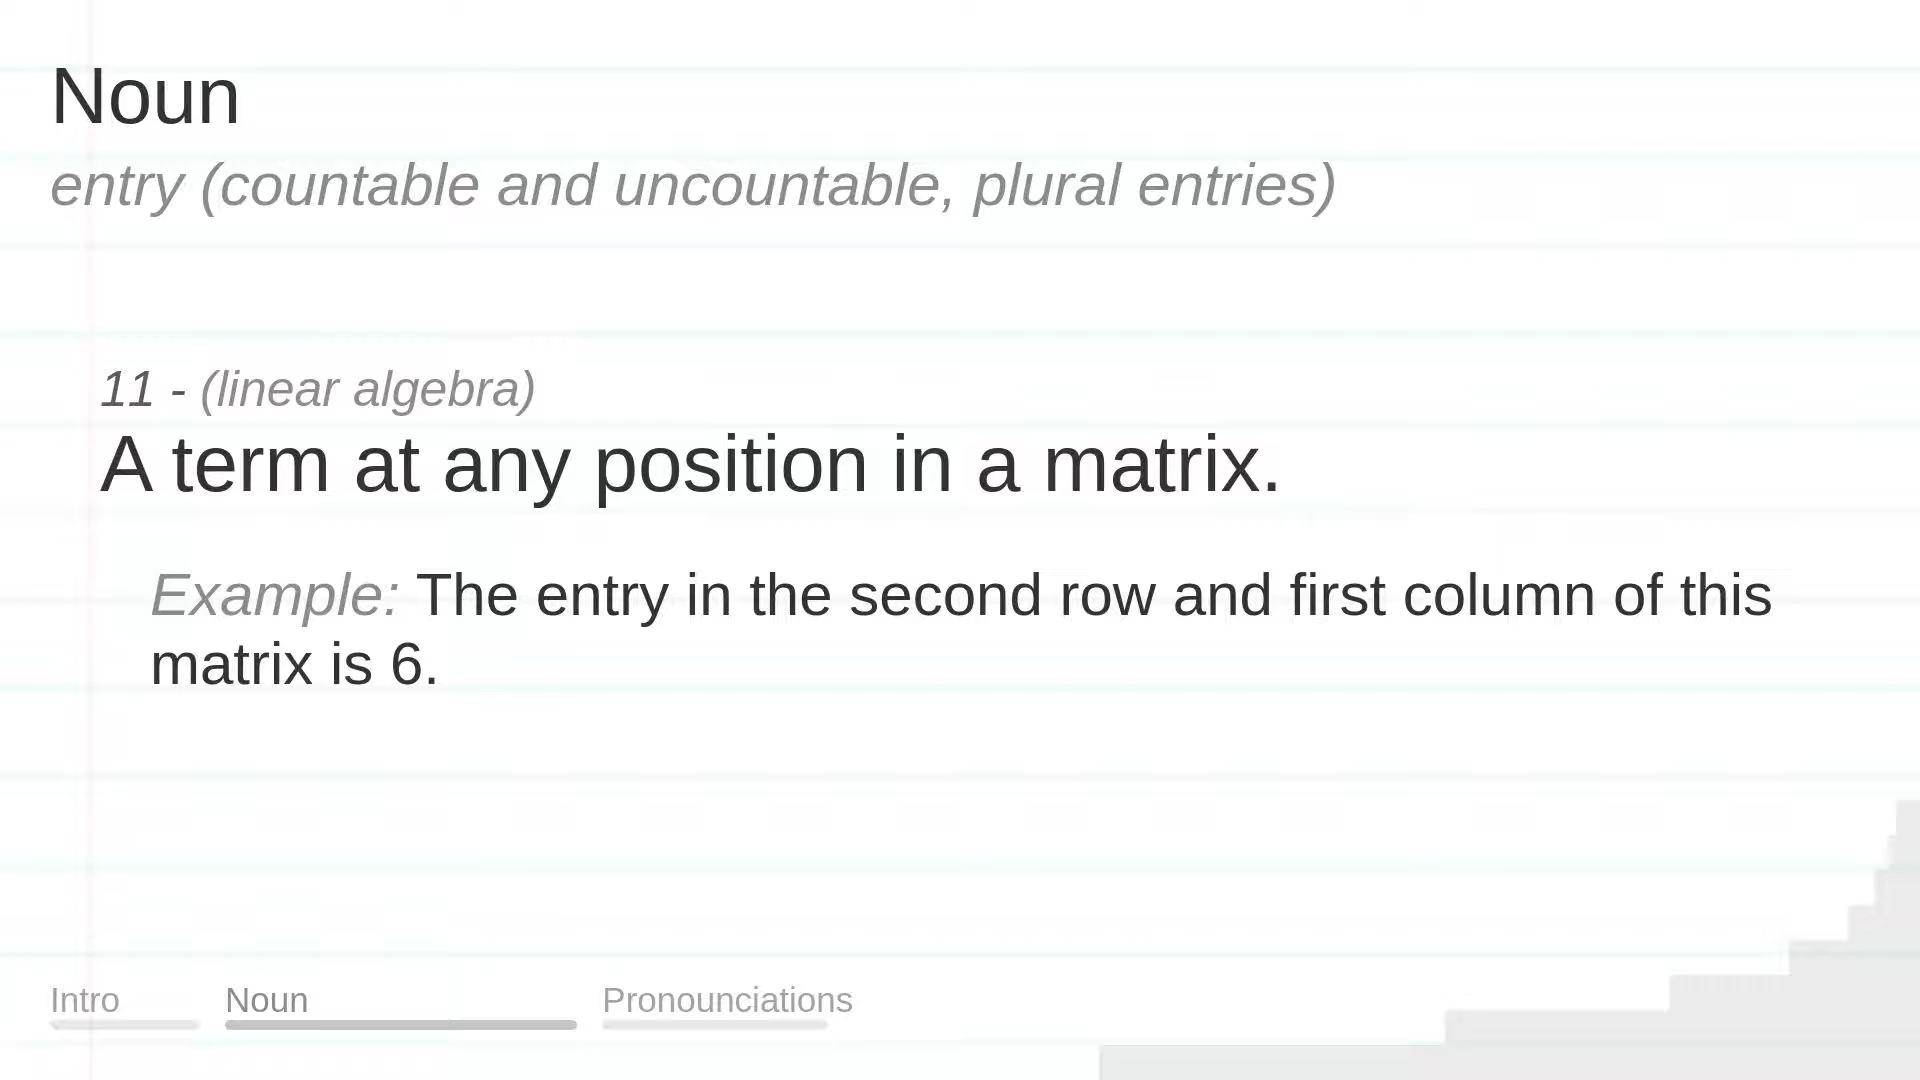 Noun
entry (countable and uncountable, plural entries)
11 - (linear algebra)
A term at any position in a matrix.
Example: The entry in the second row and first column of this
matrix is 6.
Intro
Noun
Pronounciations